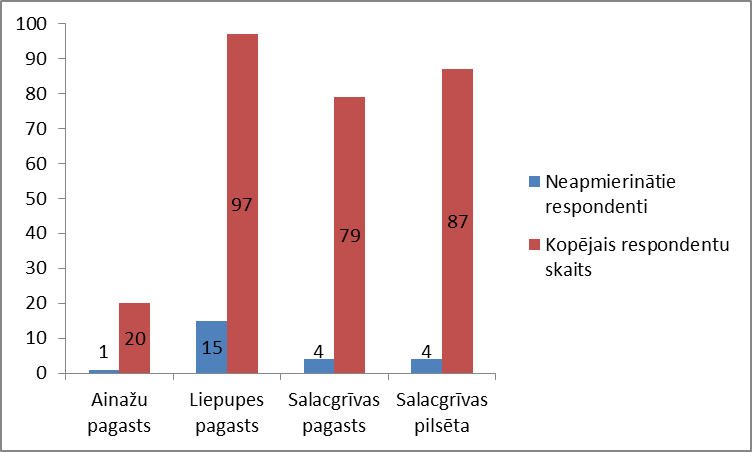 100
90
80
70
60
50
40
30
20
10
0
1
20
15
97
4
79
4
87
Ainažu
pagasts
Liepupes
pagasts
Salacgrīvas
pagasts
Salacgrīvas
pilsēta
Neapmierinātie
respondenti
Kopējais respondentu
skaits